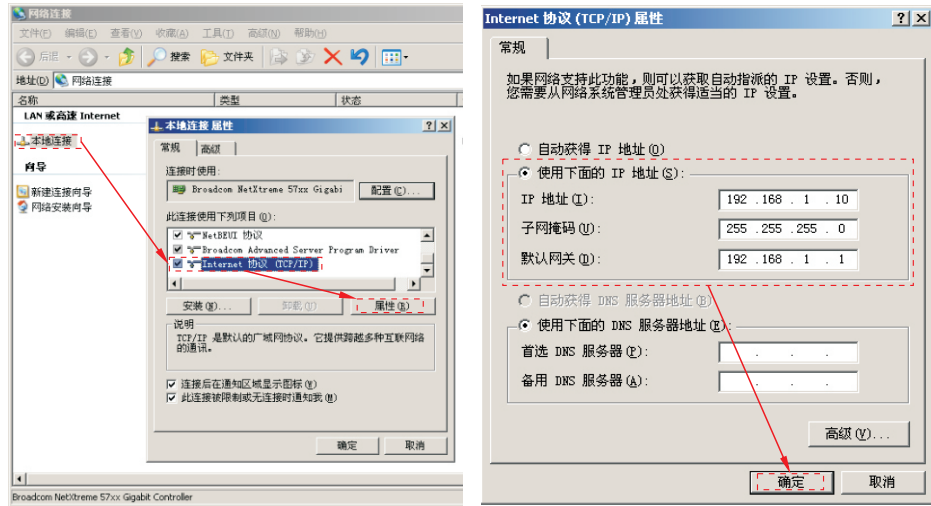 网络连接
文件(F) 编辑(E) 查看(V) 收藏(A) 工具(T) 高级(N) 帮助(H)
后退 搜索 文件夹
地址(D) 网络连接
名称 类型 状态
LAN 或高速 Internet
本地连接
向导
新建连接向导
网络安装向导
本地连接 属性
常规 高级
连接时使用:
Broadcom NetXtreme 57xx Gigabi 配置(C)...
此连接使用下列项目(O):
NetBEUI 协议
Broadcom Advanced Server Program Driver
Internet 协议 (TCP/IP)
安装(N)... 卸载(U) 属性(R)
说明
TCP/IP 是默认的广域网协议。它提供跨越多种互联网络
的通讯。
连接后在通知区域显示图标(W)
此连接被限制或无连接时通知我(M)
确定 取消
Broadcom NetXtreme 57xx Gigabit Controller
Internet 协议 (TCP/IP) 属性
常规
如果网络支持此功能，则可以获取自动指派的 IP 设置。否则，
您需要从网络系统管理员处获得适当的 IP 设置。
自动获得 IP 地址(O)
使用下面的 IP 地址(S):
IP 地址(I): 192 .168 . 1 . 10
子网掩码(U): 255 .255 .255 . 0
默认网关(D): 192 .168 . 1 . 1
自动获得 DNS 服务器地址(B)
使用下面的 DNS 服务器地址(E):
首选 DNS 服务器(P): . . .
备用 DNS 服务器(A): . . .
高级(V)...
确定 取消